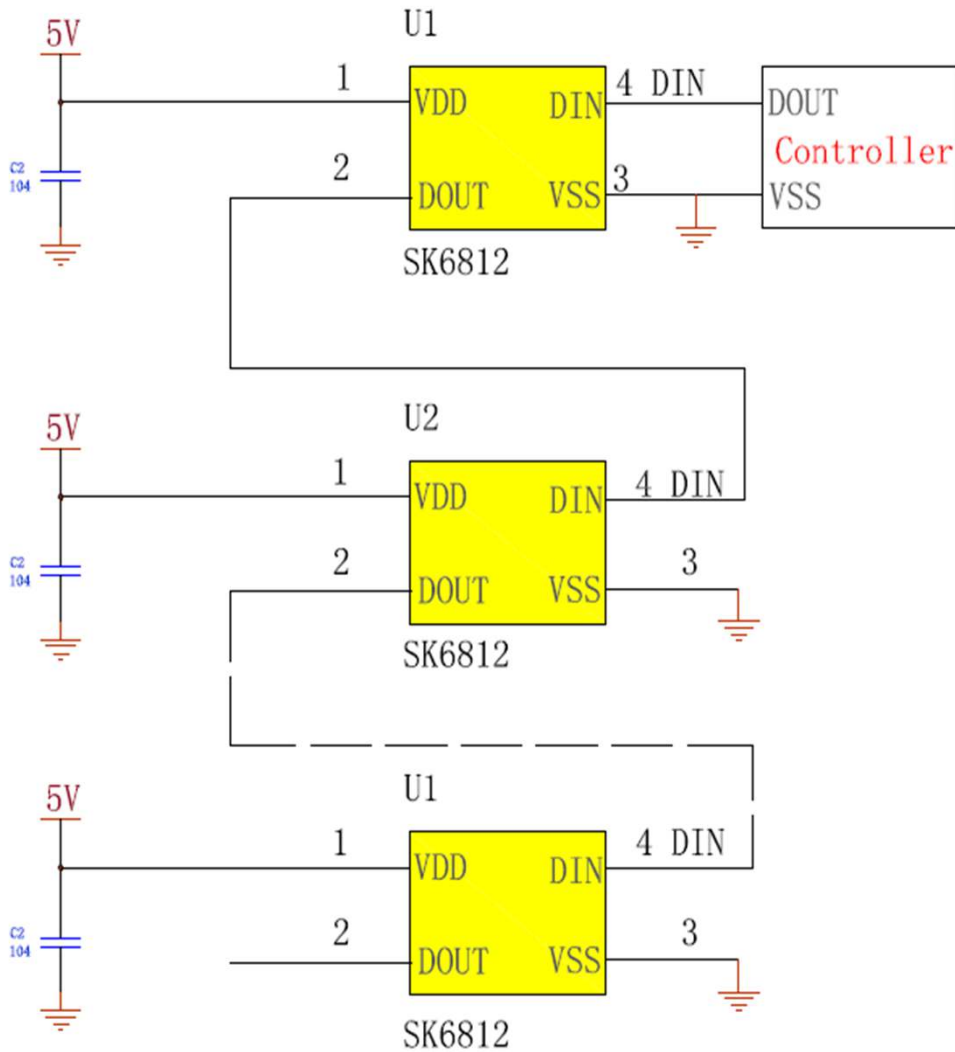 U1
5V
1
4 DIN
VDD
DIN
DOUT
Controller
C2
104
2
3
DOUT
VSS
VSS
SK6812
U2
5V
1
4 DIN
VDD
DIN
C2
104
2
3
DOUT
VSS
SK6812
U1
5V
1
4 DIN
VDD
DIN
C2
104
2
3
DOUT
VSS
SK6812